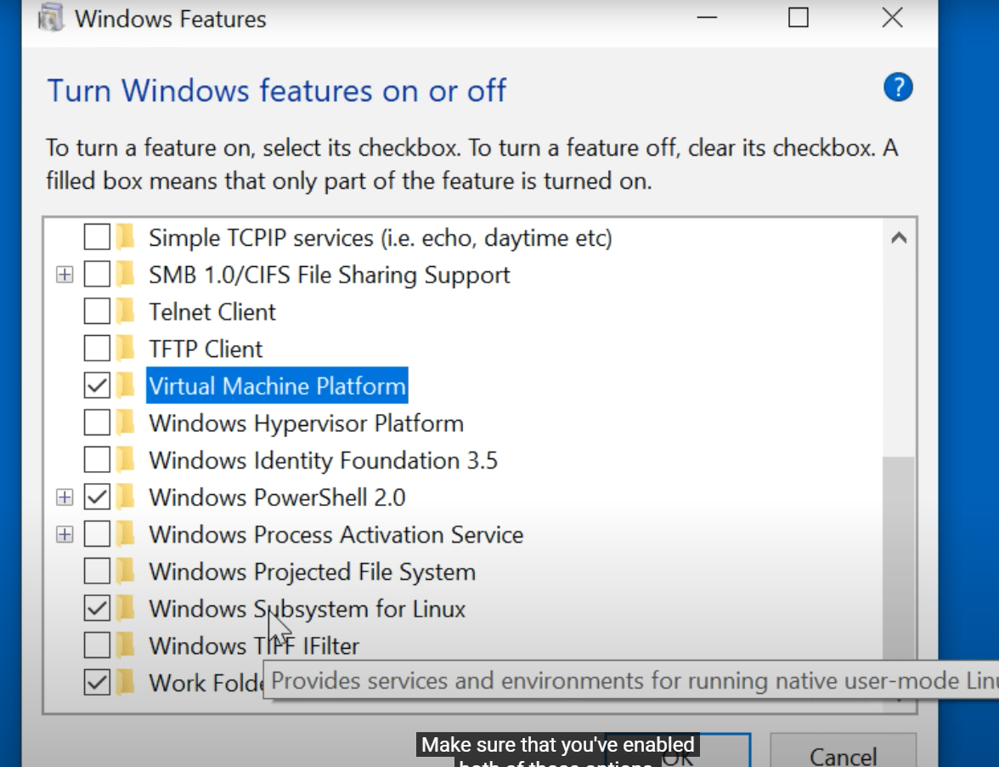 Windows Features
Turn Windows features on or off
?
To turn a feature on, select its checkbox. To turn a feature off, clear its checkbox. A
filled box means that only part of the feature is turned on.
Simple TCPIP services (i.e. echo, daytime etc)
SMB 1.0/CIFS File Sharing Support
Telnet Client
TFTP Client
Virtual Machine Platform
Windows Hypervisor Platform
Windows Identity Foundation 3.5
Windows PowerShell 2.0
Windows Process Activation Service
Windows Projected File System
Windows Subsystem for Linux
Windows TIFF IFilter
Work Folde
Provides services and environments for running native user-mode Linu
Make sure that you've enabled
both of these options
OK
Cancel